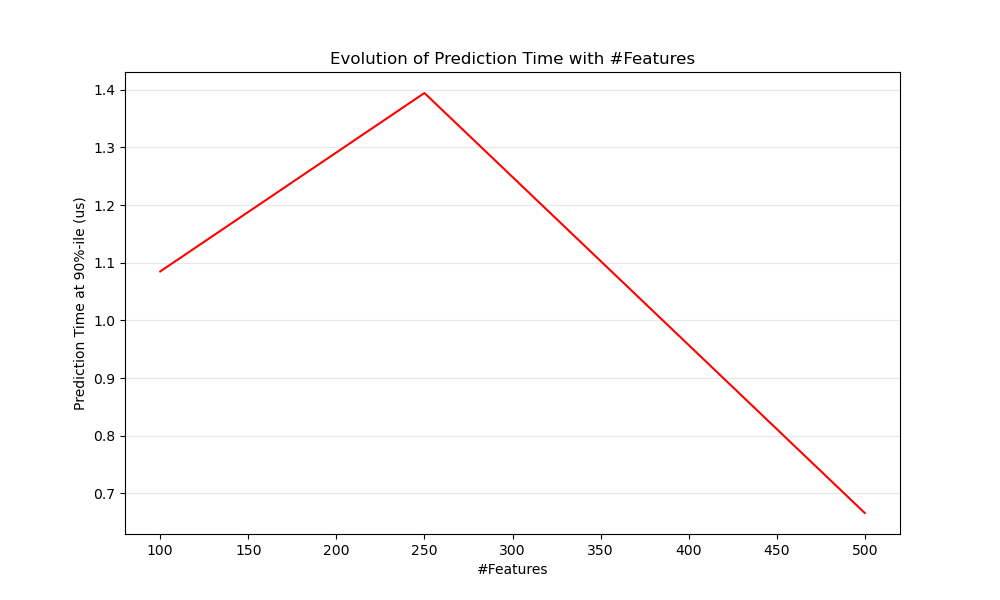 Evolution of Prediction Time with #Features
Prediction Time at 90%-ile (us)
1.4
1.3
1.2
1.1
1.0
0.9
0.8
0.7
100 150 200 250 300 350 400 450 500
#Features